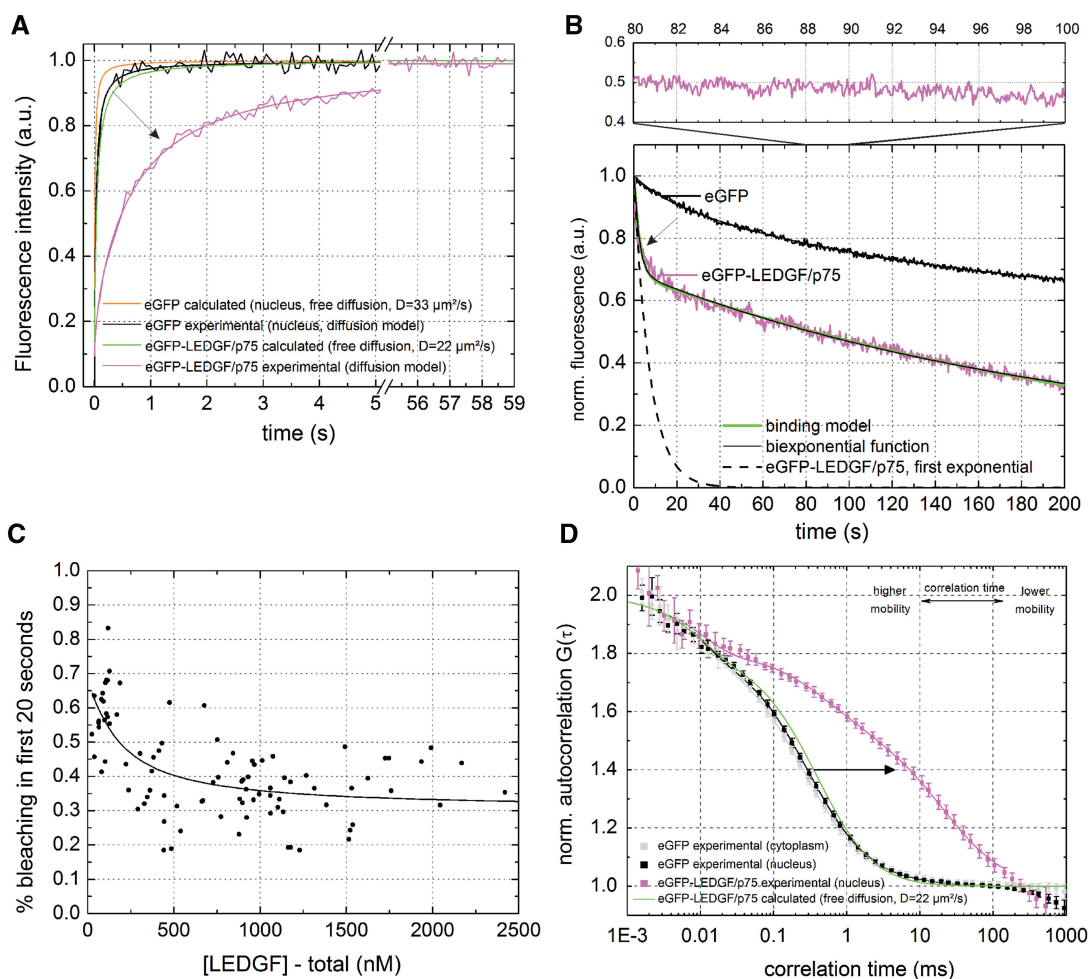 A
Fluorescence intensity (a.u.)
1.0
0.8
0.6
0.4
0.2
0.0
eGFP calculated (nucleus, free diffusion, D=33 µm²/s)
eGFP experimental (nucleus, diffusion model)
eGFP-LEDGF/p75 calculated (free diffusion, D=22 µm²/s)
eGFP-LEDGF/p75 experimental (diffusion model)
0 1 2 3 4 5 56 57 58 59
time (s)
B
80 82 84 86 88 90 92 94 96 98 100
0.6
0.5
0.4
norm. fluorescence (a.u.)
1.0
0.8
0.6
0.4
0.2
0.0
eGFP
eGFP-LEDGF/p75
binding model
biexponential function
eGFP-LEDGF/p75, first exponential
0 20 40 60 80 100 120 140 160 180 200
time (s)
C
% bleaching in first 20 seconds
1.0
0.9
0.8
0.7
0.6
0.5
0.4
0.3
0.2
0.1
0.0
0 500 1000 1500 2000 2500
[LEDGF] - total (nM)
D
norm. autocorrelation G(τ)
2.0
1.8
1.6
1.4
1.2
1.0
higher mobility
correlation time
lower mobility
eGFP experimental (cytoplasm)
eGFP experimental (nucleus)
eGFP-LEDGF/p75 experimental (nucleus)
eGFP-LEDGF/p75 calculated (free diffusion, D=22 µm²/s)
1E-3 0.01 0.1 1 10 100 1000
correlation time (ms)